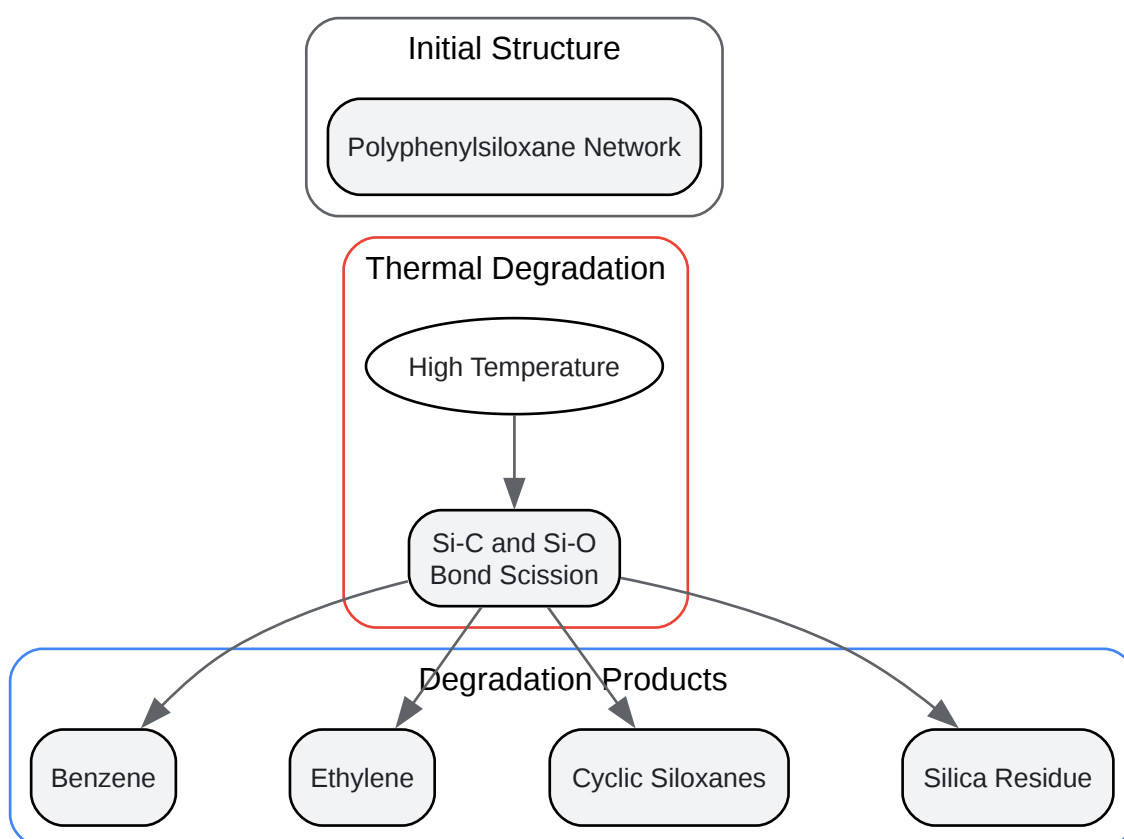 Initial Structure
Polyphenylsiloxane Network
Thermal Degradation
High Temperature
Si-C and Si-O
Bond Scission
Degradation Products
Benzene
Ethylene
Cyclic Siloxanes
Silica Residue